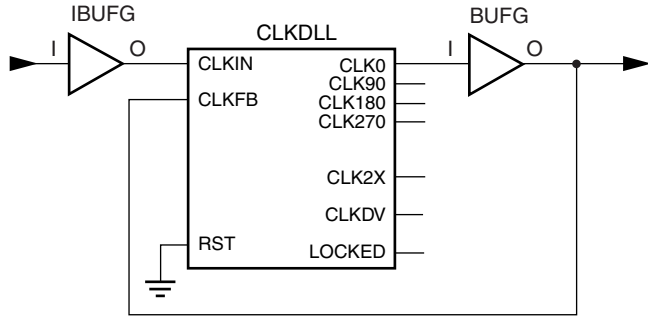 IBUFG
BUFG
CLKDLL
I
O
I
O
CLKIN
CLK0
CLK90
CLKFB
CLK180
CLK270
CLK2X
CLKDV
RST
LOCKED